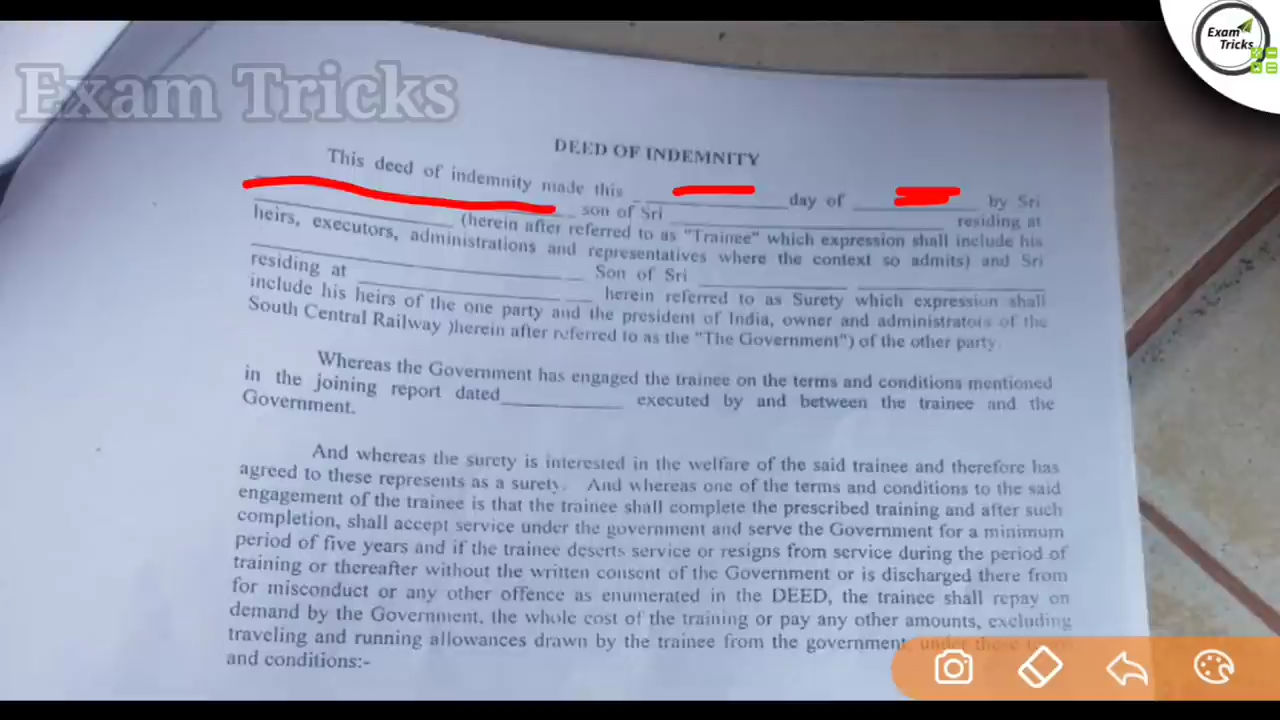 Exam Tricks
Exam
Tricks
DEED OF INDEMNITY
This deed of indemnity made this ____ day of ____ by Sri
____ son of Sri ____ residing at
____ (herein after referred to as "Trainee" which expression shall include his
heirs, executors, administrations and representatives where the context so admits) and Sri
____ Son of Sri ____
residing at ____ herein referred to as Surety which expression shall
include his heirs of the one party and the president of India, owner and administrators of the
South Central Railway )herein after referred to as the "The Government") of the other party.
Whereas the Government has engaged the trainee on the terms and conditions mentioned
in the joining report dated____ executed by and between the trainee and the
Government.
And whereas the surety is interested in the welfare of the said trainee and therefore has
agreed to these represents as a surety. And whereas one of the terms and conditions to the said
engagement of the trainee is that the trainee shall complete the prescribed training and after such
completion, shall accept service under the government and serve the Government for a minimum
period of five years and if the trainee deserts service or resigns from service during the period of
training or thereafter without the written consent of the Government or is discharged there from
for misconduct or any other offence as enumerated in the DEED, the trainee shall repay on
demand by the Government, the whole cost of the training or pay any other amounts, excluding
traveling and running allowances drawn by the trainee from the government under these
and conditions:-